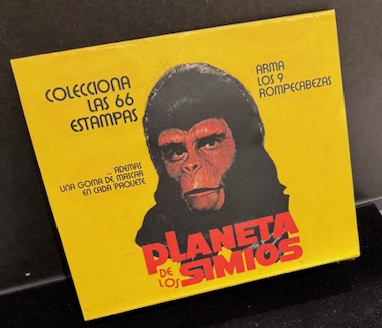 COLECCIONA
LAS 66
ESTAMPAS
ARMA
LOS 9
ROMPECABEZAS
... ADEMAS
UNA GOMA DE MASCAR
EN CADA PAQUETE
PLANETA
DE LOS SIMIOS